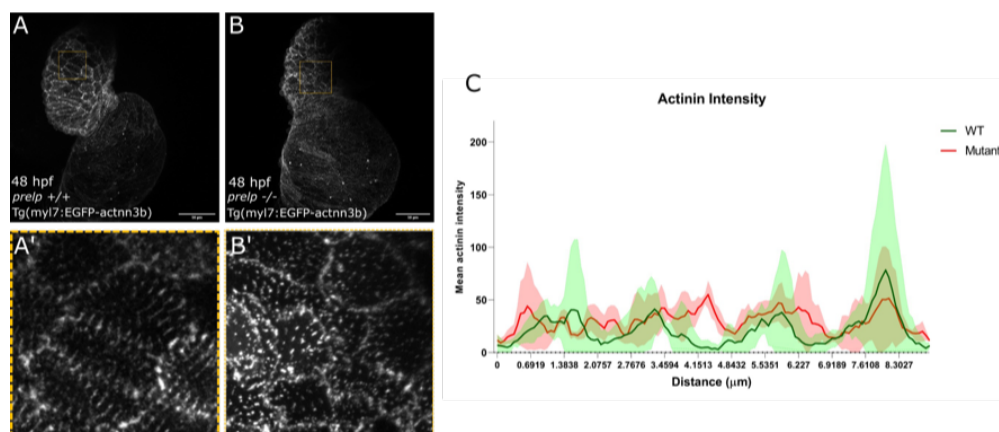 A
48 hpf
prelp +/+
Tg(myl7:EGFP-actnn3b)
B
48 hpf
prelp -/-
Tg(myl7:EGFP-actnn3b)
A'
B'
C
Actinin Intensity
WT
Mutant
Mean actinin intensity
200
150
100
50
0
0 0.6919 1.3838 2.0757 2.7676 3.4594 4.1513 4.8432 5.5351 6.227 6.9189 7.6108 8.3027
Distance (μm)